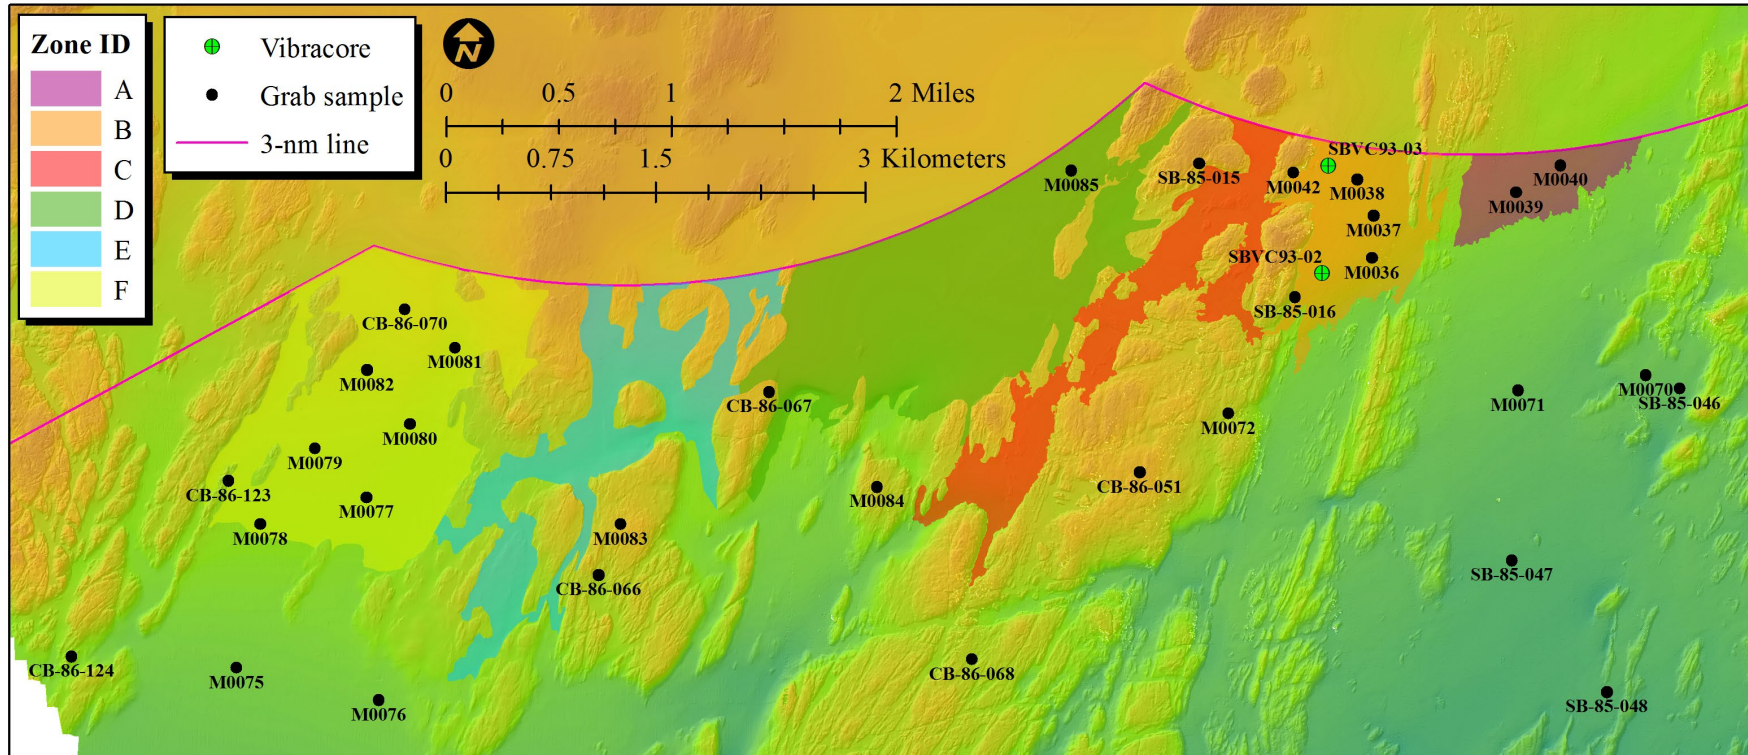 Zone ID
A
B
C
D
E
F
Vibracore
Grab sample
3-nm line
N
0 0.5 1 2 Miles
0 0.75 1.5 3 Kilometers
SBVC93-03
M0085
SB-85-015
M0042
M0038
M0040
M0039
M0037
SBVC93-02
M0036
SB-85-016
CB-86-070
M0081
M0082
CB-86-067
M0070
SB-85-046
M0071
M0072
M0080
M0079
CB-86-123
M0077
M0084
CB-86-051
M0078
M0083
CB-86-066
SB-85-047
CB-86-124
M0075
CB-86-068
M0076
SB-85-048